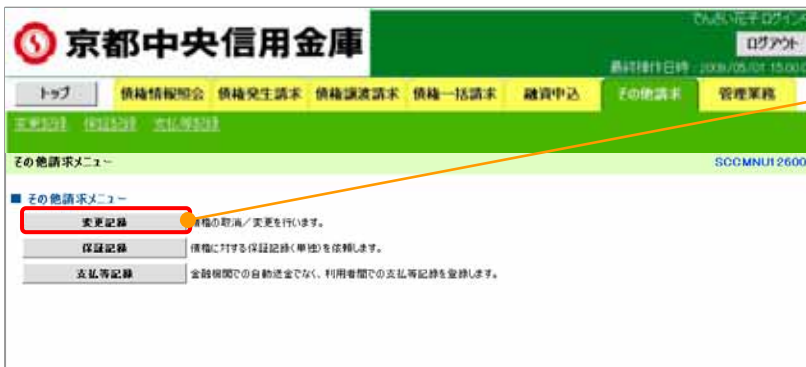 京都中央信用金庫
でんさい花子 ログイン
ログアウト
最終操作日時：2009/05/01 15:00:0
トップ 債権情報照会 債権発生請求 債権譲渡請求 債権一括請求 融資申込 その他請求 管理業務
変更記録 保証記録 支払等記録
その他請求メニュー SCCMNU12600
■ その他請求メニュー
変更記録 債権の取消／変更を行います。
保証記録 債権に対する保証記録（単独）を依頼します。
支払等記録 金融機関での自動送金でなく、利用者間での支払等記録を登録します。